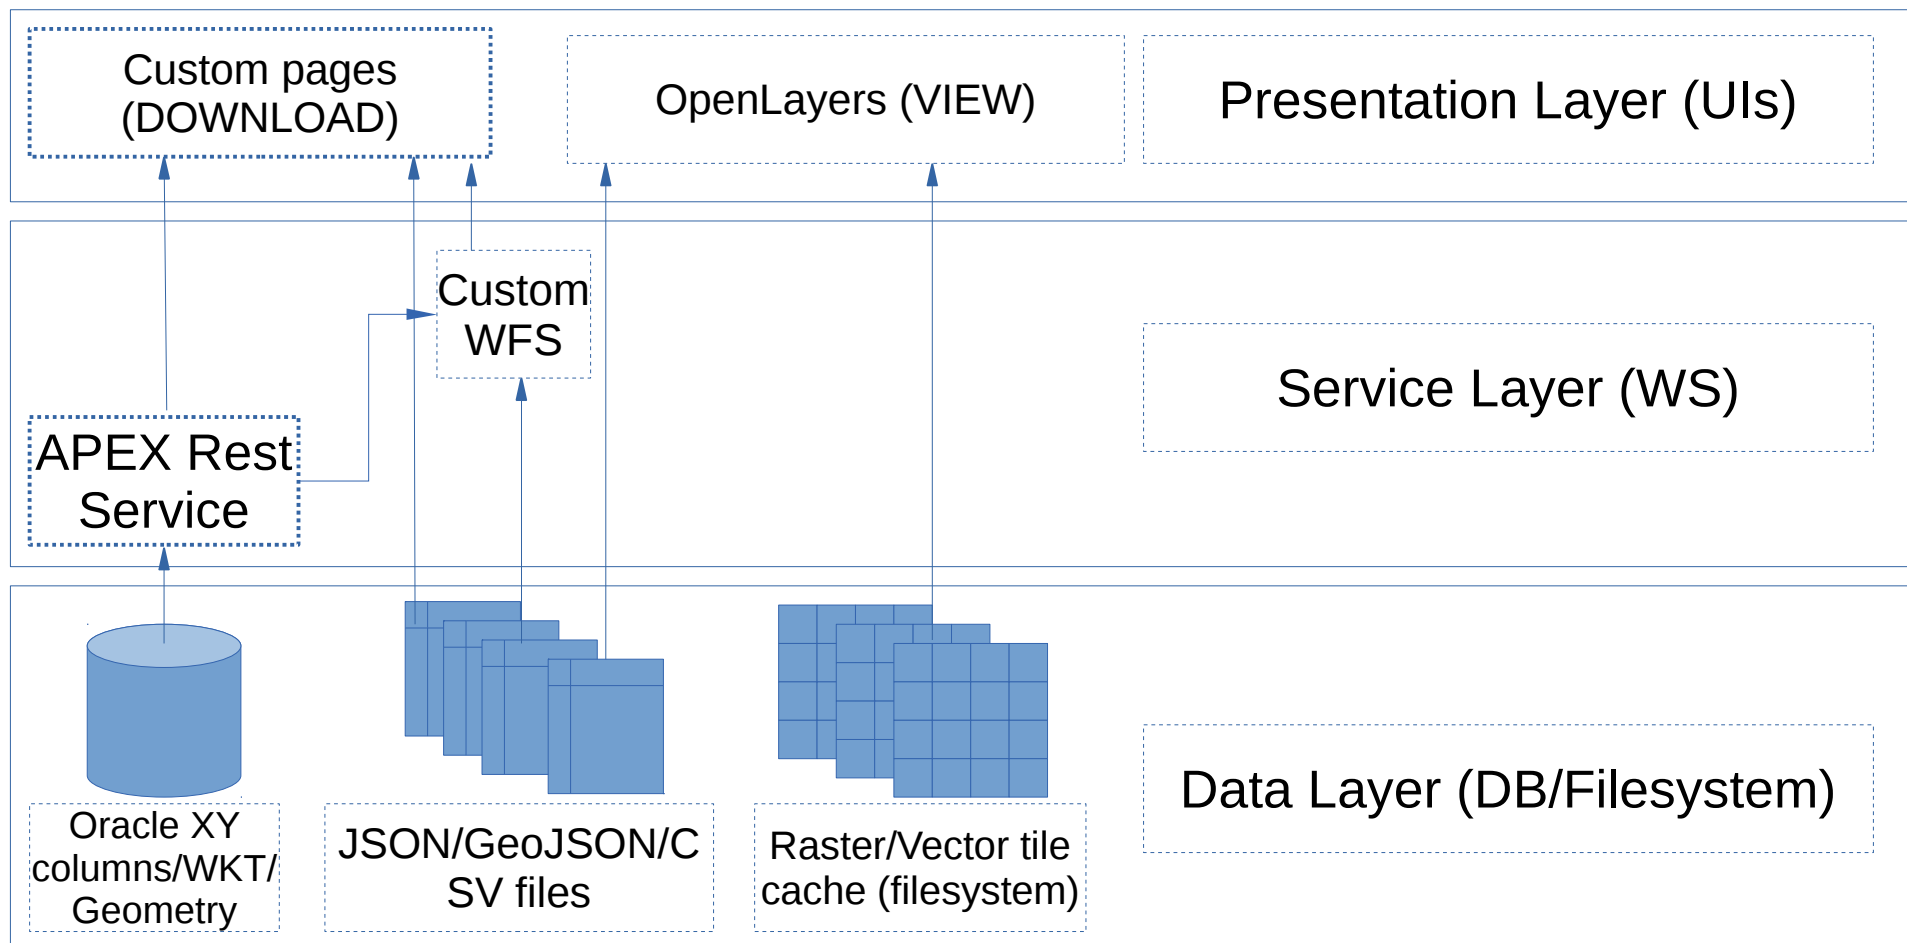 Custom pages
(DOWNLOAD)
OpenLayers (VIEW)
Presentation Layer (UIs)
Custom
WFS
Service Layer (WS)
APEX Rest
Service
Oracle XY
columns/WKT/
Geometry
JSON/GeoJSON/C
SV files
Raster/Vector tile
cache (filesystem)
Data Layer (DB/Filesystem)